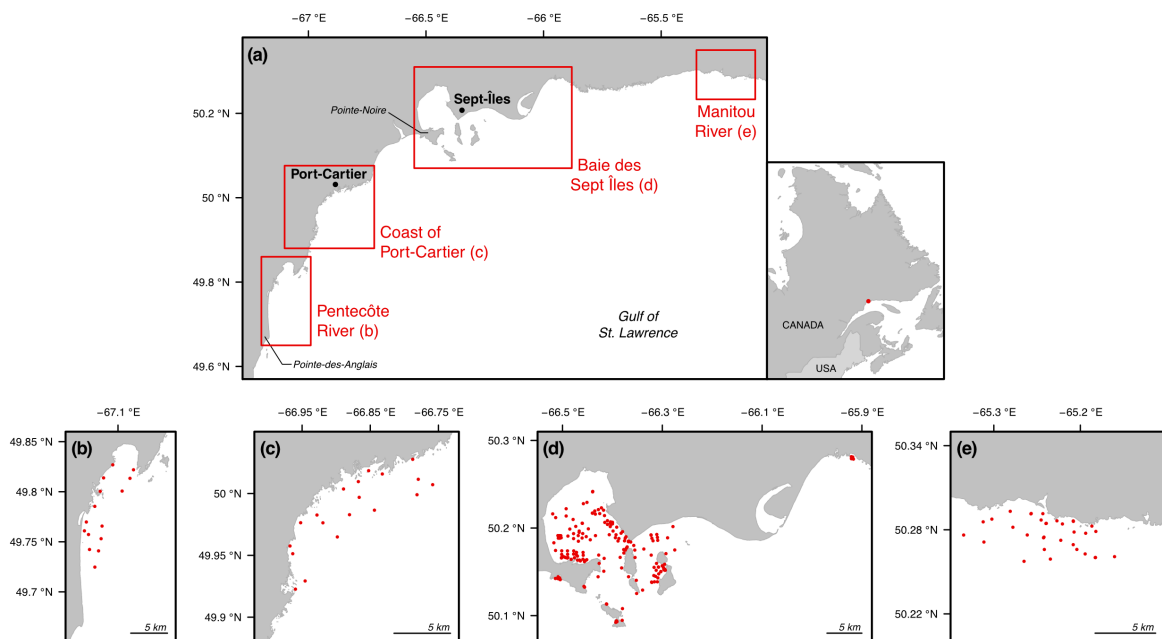 −67 °E
−66.5 °E
−66 °E
−65.5 °E
(a)
50.2 °N
50 °N
49.8 °N
49.6 °N
Sept-Îles
Pointe-Noire
Manitou
River (e)
Baie des
Sept Îles (d)
Port-Cartier
Coast of
Port-Cartier (c)
Pentecôte
River (b)
Gulf of
St. Lawrence
Pointe-des-Anglais
CANADA
USA
−67.1 °E
(b)
49.85 °N
49.8 °N
49.75 °N
49.7 °N
5 km
−66.95 °E
−66.85 °E
−66.75 °E
(c)
50 °N
49.95 °N
49.9 °N
5 km
−66.5 °E
−66.3 °E
−66.1 °E
−65.9 °E
(d)
50.3 °N
50.2 °N
50.1 °N
5 km
−65.3 °E
−65.2 °E
(e)
50.34 °N
50.28 °N
50.22 °N
5 km